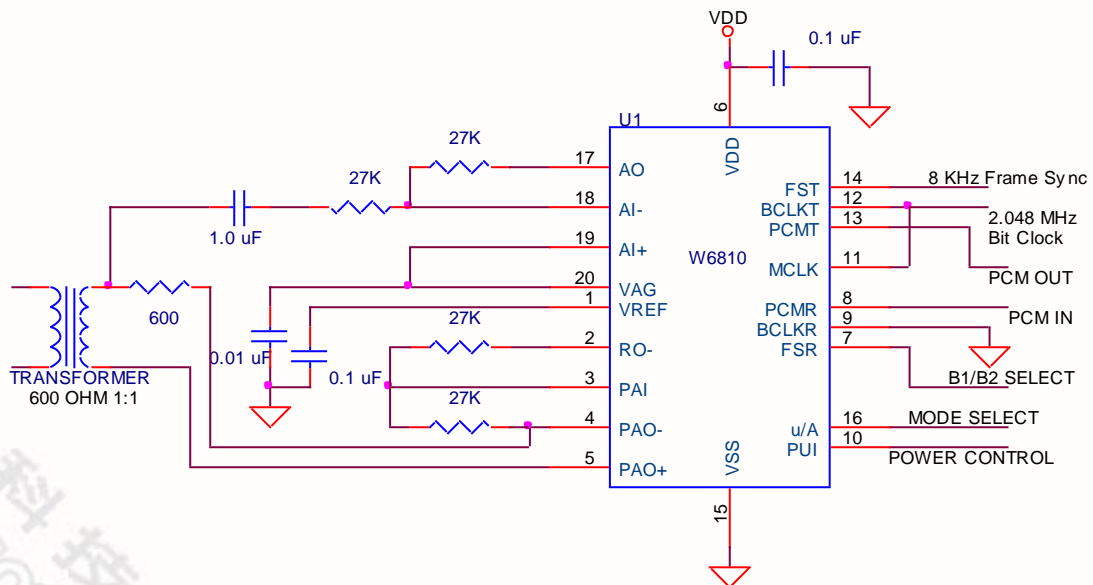 VDD
0.1 uF
6
U1
VDD
27K
17
AO
27K
18
AI-
1.0 uF
19
AI+
20
VAG
1
VREF
600
0.01 uF
0.1 uF
27K
2
RO-
3
PAI
27K
4
PAO-
5
PAO+
TRANSFORMER
600 OHM 1:1
W6810
FST
14
8 KHz Frame Sync
BCLKT
12
2.048 MHz
Bit Clock
PCMT
13
MCLK
11
PCM OUT
PCMR
8
PCM IN
BCLKR
9
FSR
7
B1/B2 SELECT
u/A
16
MODE SELECT
PUI
10
POWER CONTROL
VSS
15
科技